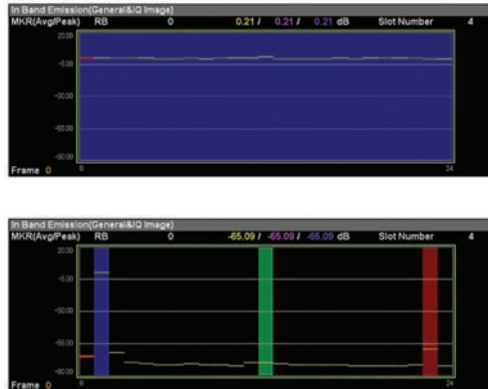 In Band Emission(General&IQ Image)
MKR(Avg/Peak) RB 0 0.21 / 0.21 / 0.21 dB Slot Number 4
20.00
-5.00
-30.00
-55.00
-80.00
0 24
Frame 0
In Band Emission(General&IQ Image)
MKR(Avg/Peak) RB 0 -65.09 / -65.09 / -65.09 dB Slot Number 4
20.00
-5.00
-30.00
-55.00
-80.00
0 24
Frame 0